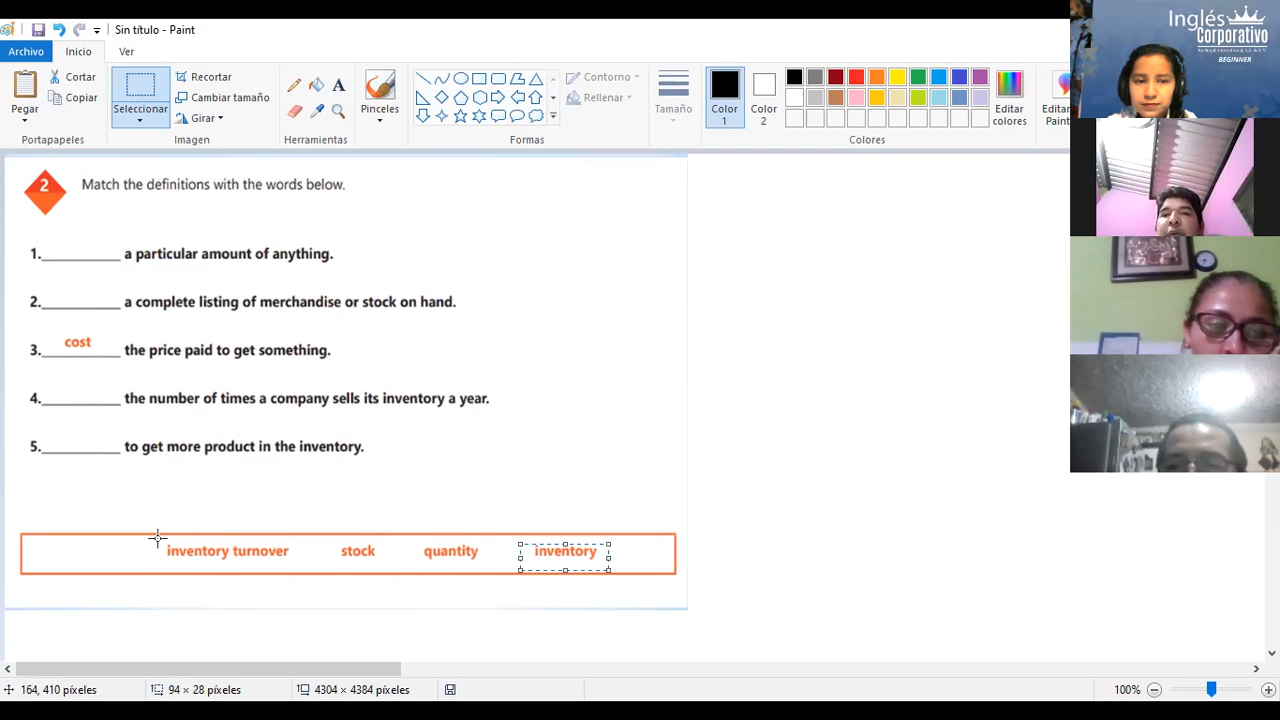 Sin título - Paint
Archivo Inicio Ver
Pegar
Cortar
Copiar
Portapapeles
Seleccionar
Recortar
Cambiar tamaño
Girar
Imagen
A
Herramientas
Pinceles
Contorno
Rellenar
Formas
Tamaño
Color 1
Color 2
Editar colores
Editar
Paint
Colores
Inglés
Corporativo
BEGINNER
2 Match the definitions with the words below.
1.__________ a particular amount of anything.
2.__________ a complete listing of merchandise or stock on hand.
cost
3.__________ the price paid to get something.
4.__________ the number of times a company sells its inventory a year.
5.__________ to get more product in the inventory.
inventory turnover stock quantity inventory
164, 410 píxeles 94 × 28 píxeles 4304 × 4384 píxeles 100%